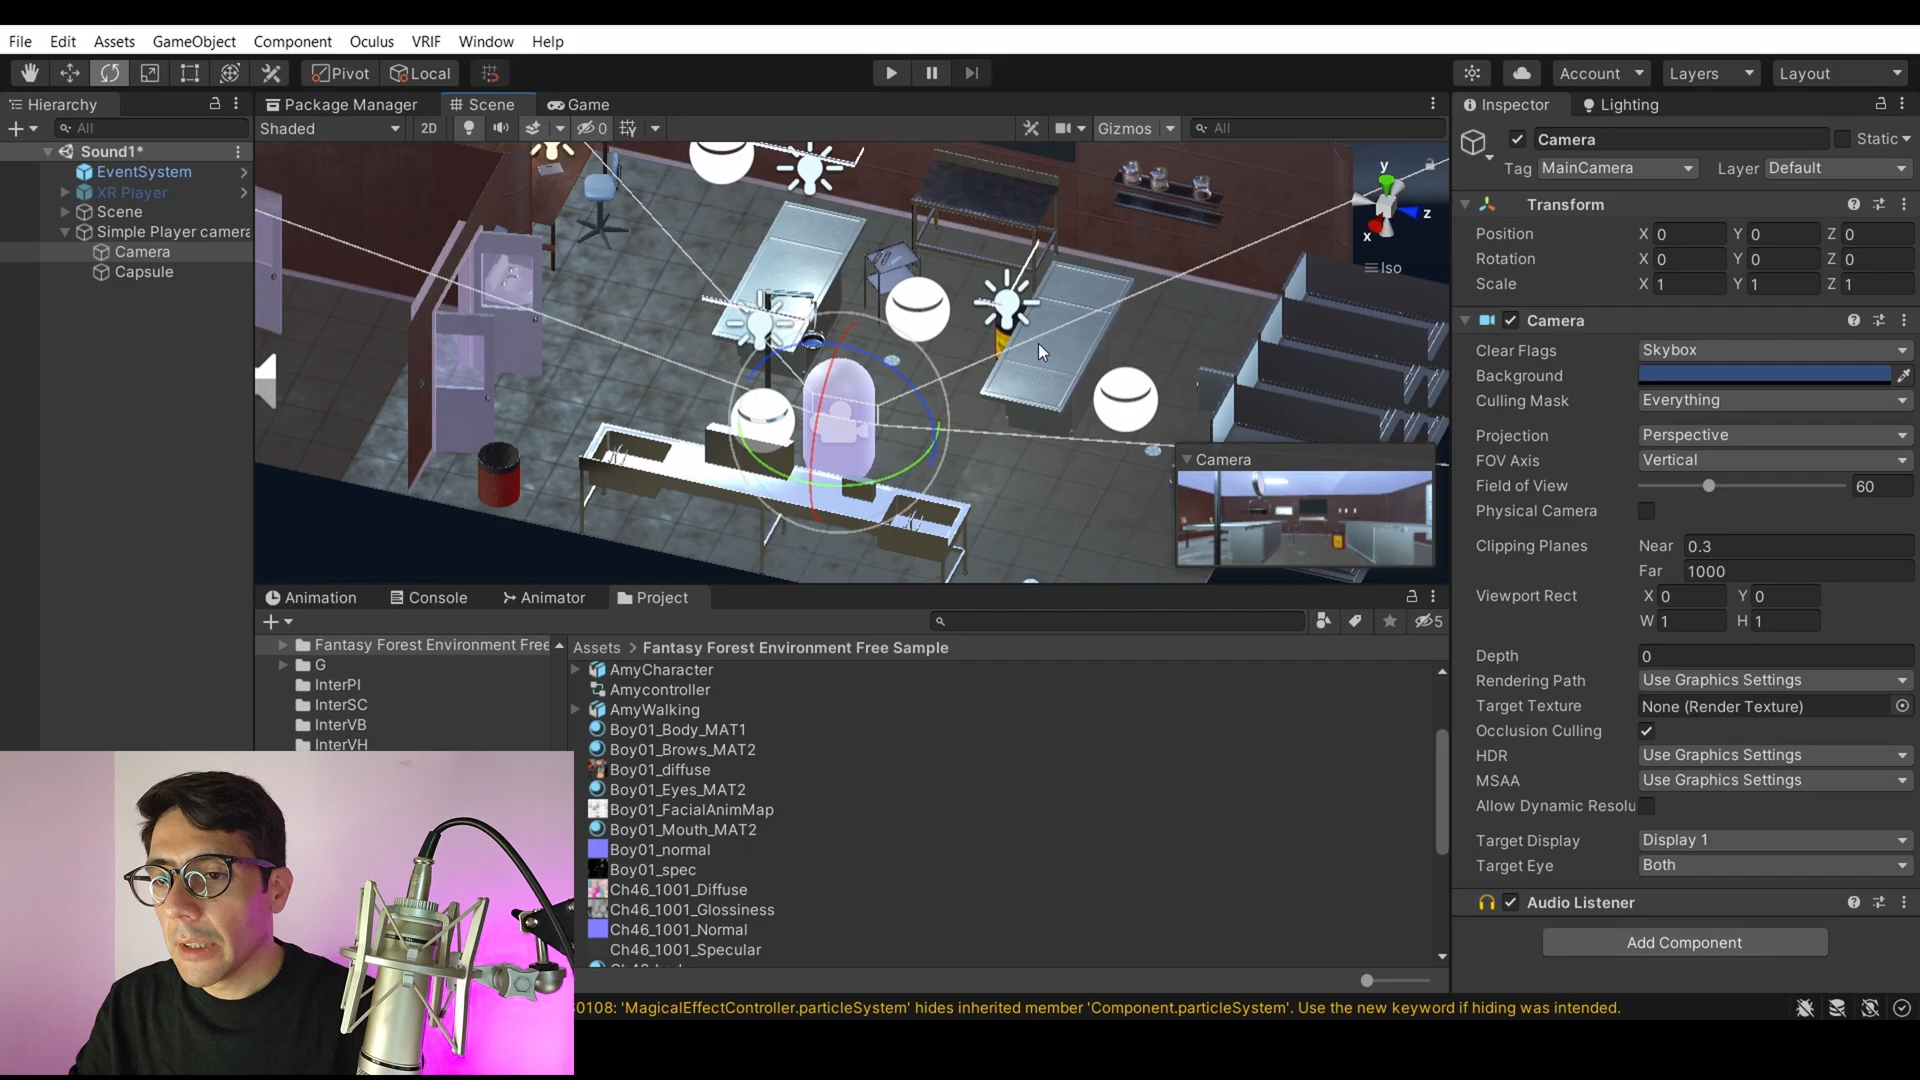 File Edit Assets GameObject Component Oculus VRIF Window Help
Pivot Local Account Layers Layout
Hierarchy Package Manager Scene Game Inspector Lighting
All Shaded 2D 0 Gizmos All
Sound1*
EventSystem
XR Player
Scene
Simple Player camera
Camera
Capsule
y
z
x
Iso
Camera
Camera Static
Tag MainCamera Layer Default
Transform
Position X 0 Y 0 Z 0
Rotation X 0 Y 0 Z 0
Scale X 1 Y 1 Z 1
Camera
Clear Flags Skybox
Background
Culling Mask Everything
Projection Perspective
FOV Axis Vertical
Field of View 60
Physical Camera
Clipping Planes Near 0.3
Far 1000
Viewport Rect X 0 Y 0
W 1 H 1
Depth 0
Rendering Path Use Graphics Settings
Target Texture None (Render Texture)
Occlusion Culling
HDR Use Graphics Settings
MSAA Use Graphics Settings
Allow Dynamic Resolu
Target Display Display 1
Target Eye Both
Audio Listener
Add Component
Animation Console Animator Project
5
Fantasy Forest Environment Free
G
InterPI
InterSC
InterVB
InterVH
Assets > Fantasy Forest Environment Free Sample
AmyCharacter
Amycontroller
AmyWalking
Boy01_Body_MAT1
Boy01_Brows_MAT2
Boy01_diffuse
Boy01_Eyes_MAT2
Boy01_FacialAnimMap
Boy01_Mouth_MAT2
Boy01_normal
Boy01_spec
Ch46_1001_Diffuse
Ch46_1001_Glossiness
Ch46_1001_Normal
Ch46_1001_Specular
0108: 'MagicalEffectController.particleSystem' hides inherited member 'Component.particleSystem'. Use the new keyword if hiding was intended.